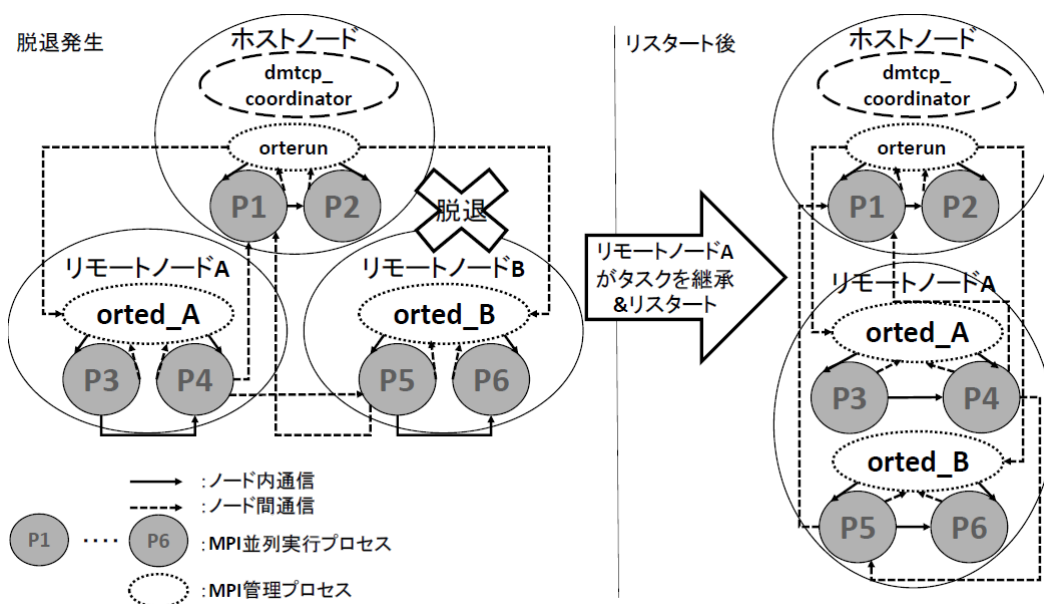 脱退発生
ホストノード
dmtcp_
coordinator
orterun
P1
P2
脱退
リモートノードA
orted_A
P3
P4
リモートノードB
orted_B
P5
P6
:ノード内通信
:ノード間通信
P1
・・・・
P6
:MPI並列実行プロセス
:MPI管理プロセス
リモートノードA
がタスクを継承
&リスタート
リスタート後
ホストノード
dmtcp_
coordinator
orterun
P1
P2
リモートノードA
orted_A
P3
P4
orted_B
P5
P6